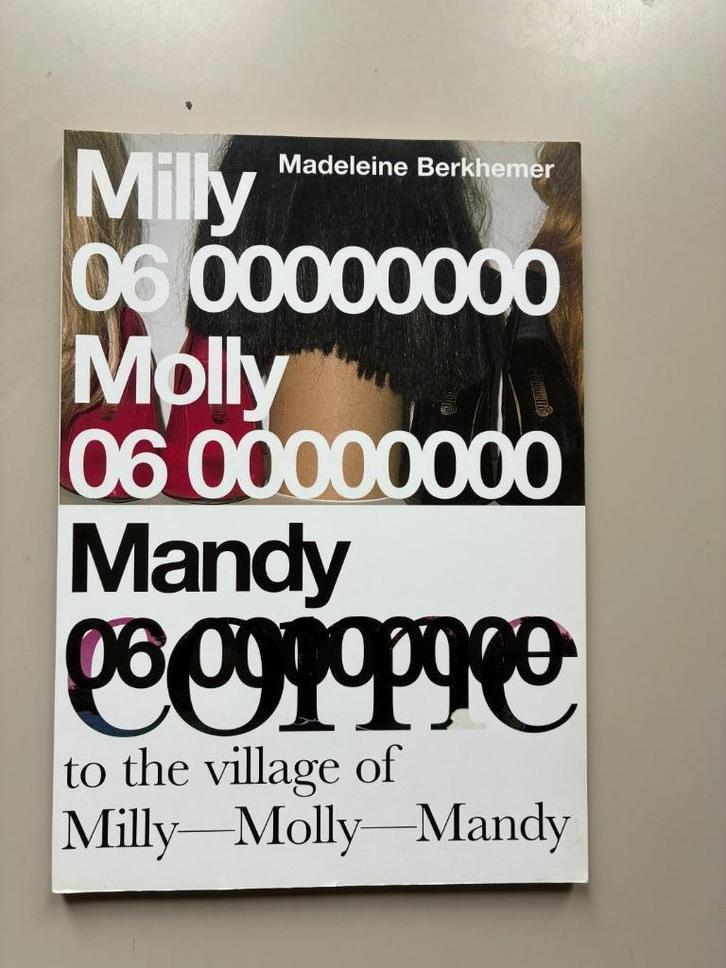 Madeleine Berkhemer
Milly
06 00000000
Molly
06 00000000
Mandy
06 00000000
come
to the village of
Milly—Molly—Mandy